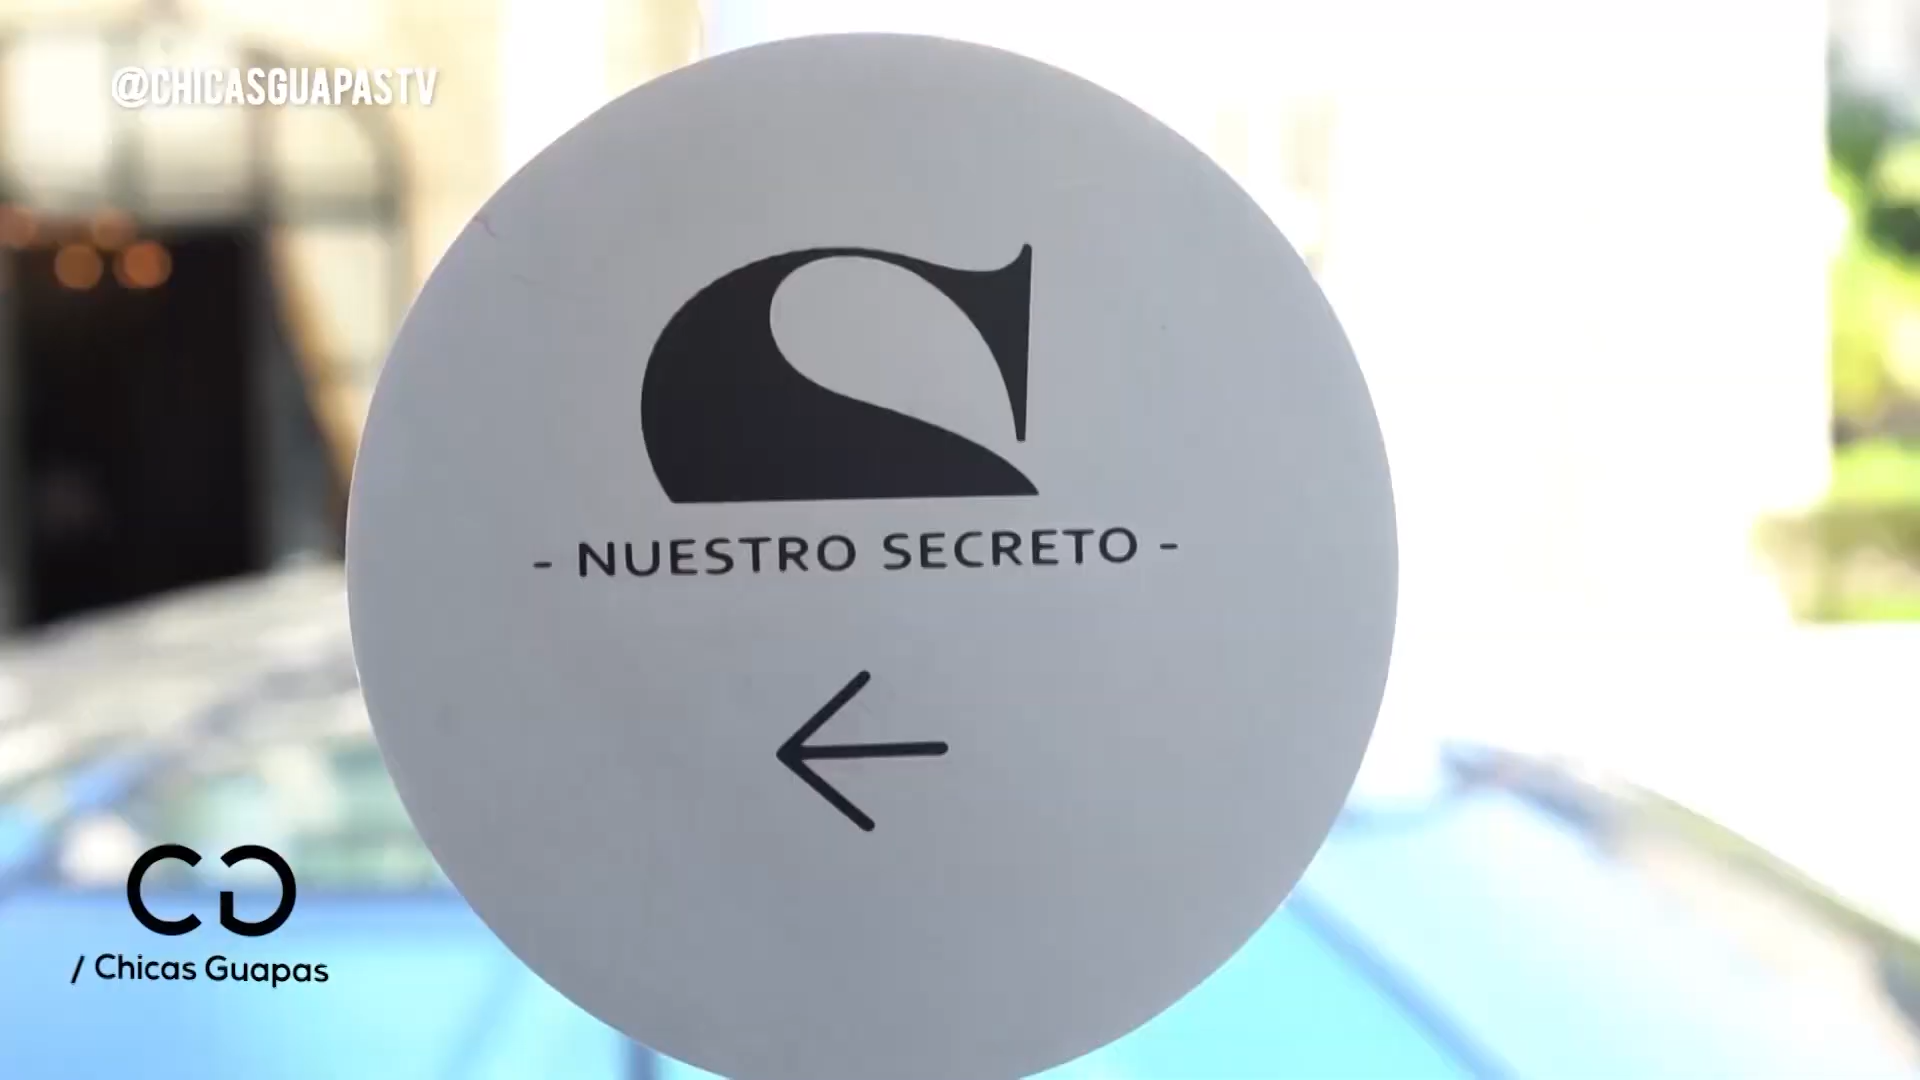 @CHICASGUAPASTV
S
- NUESTRO SECRETO -
CG
/ Chicas Guapas